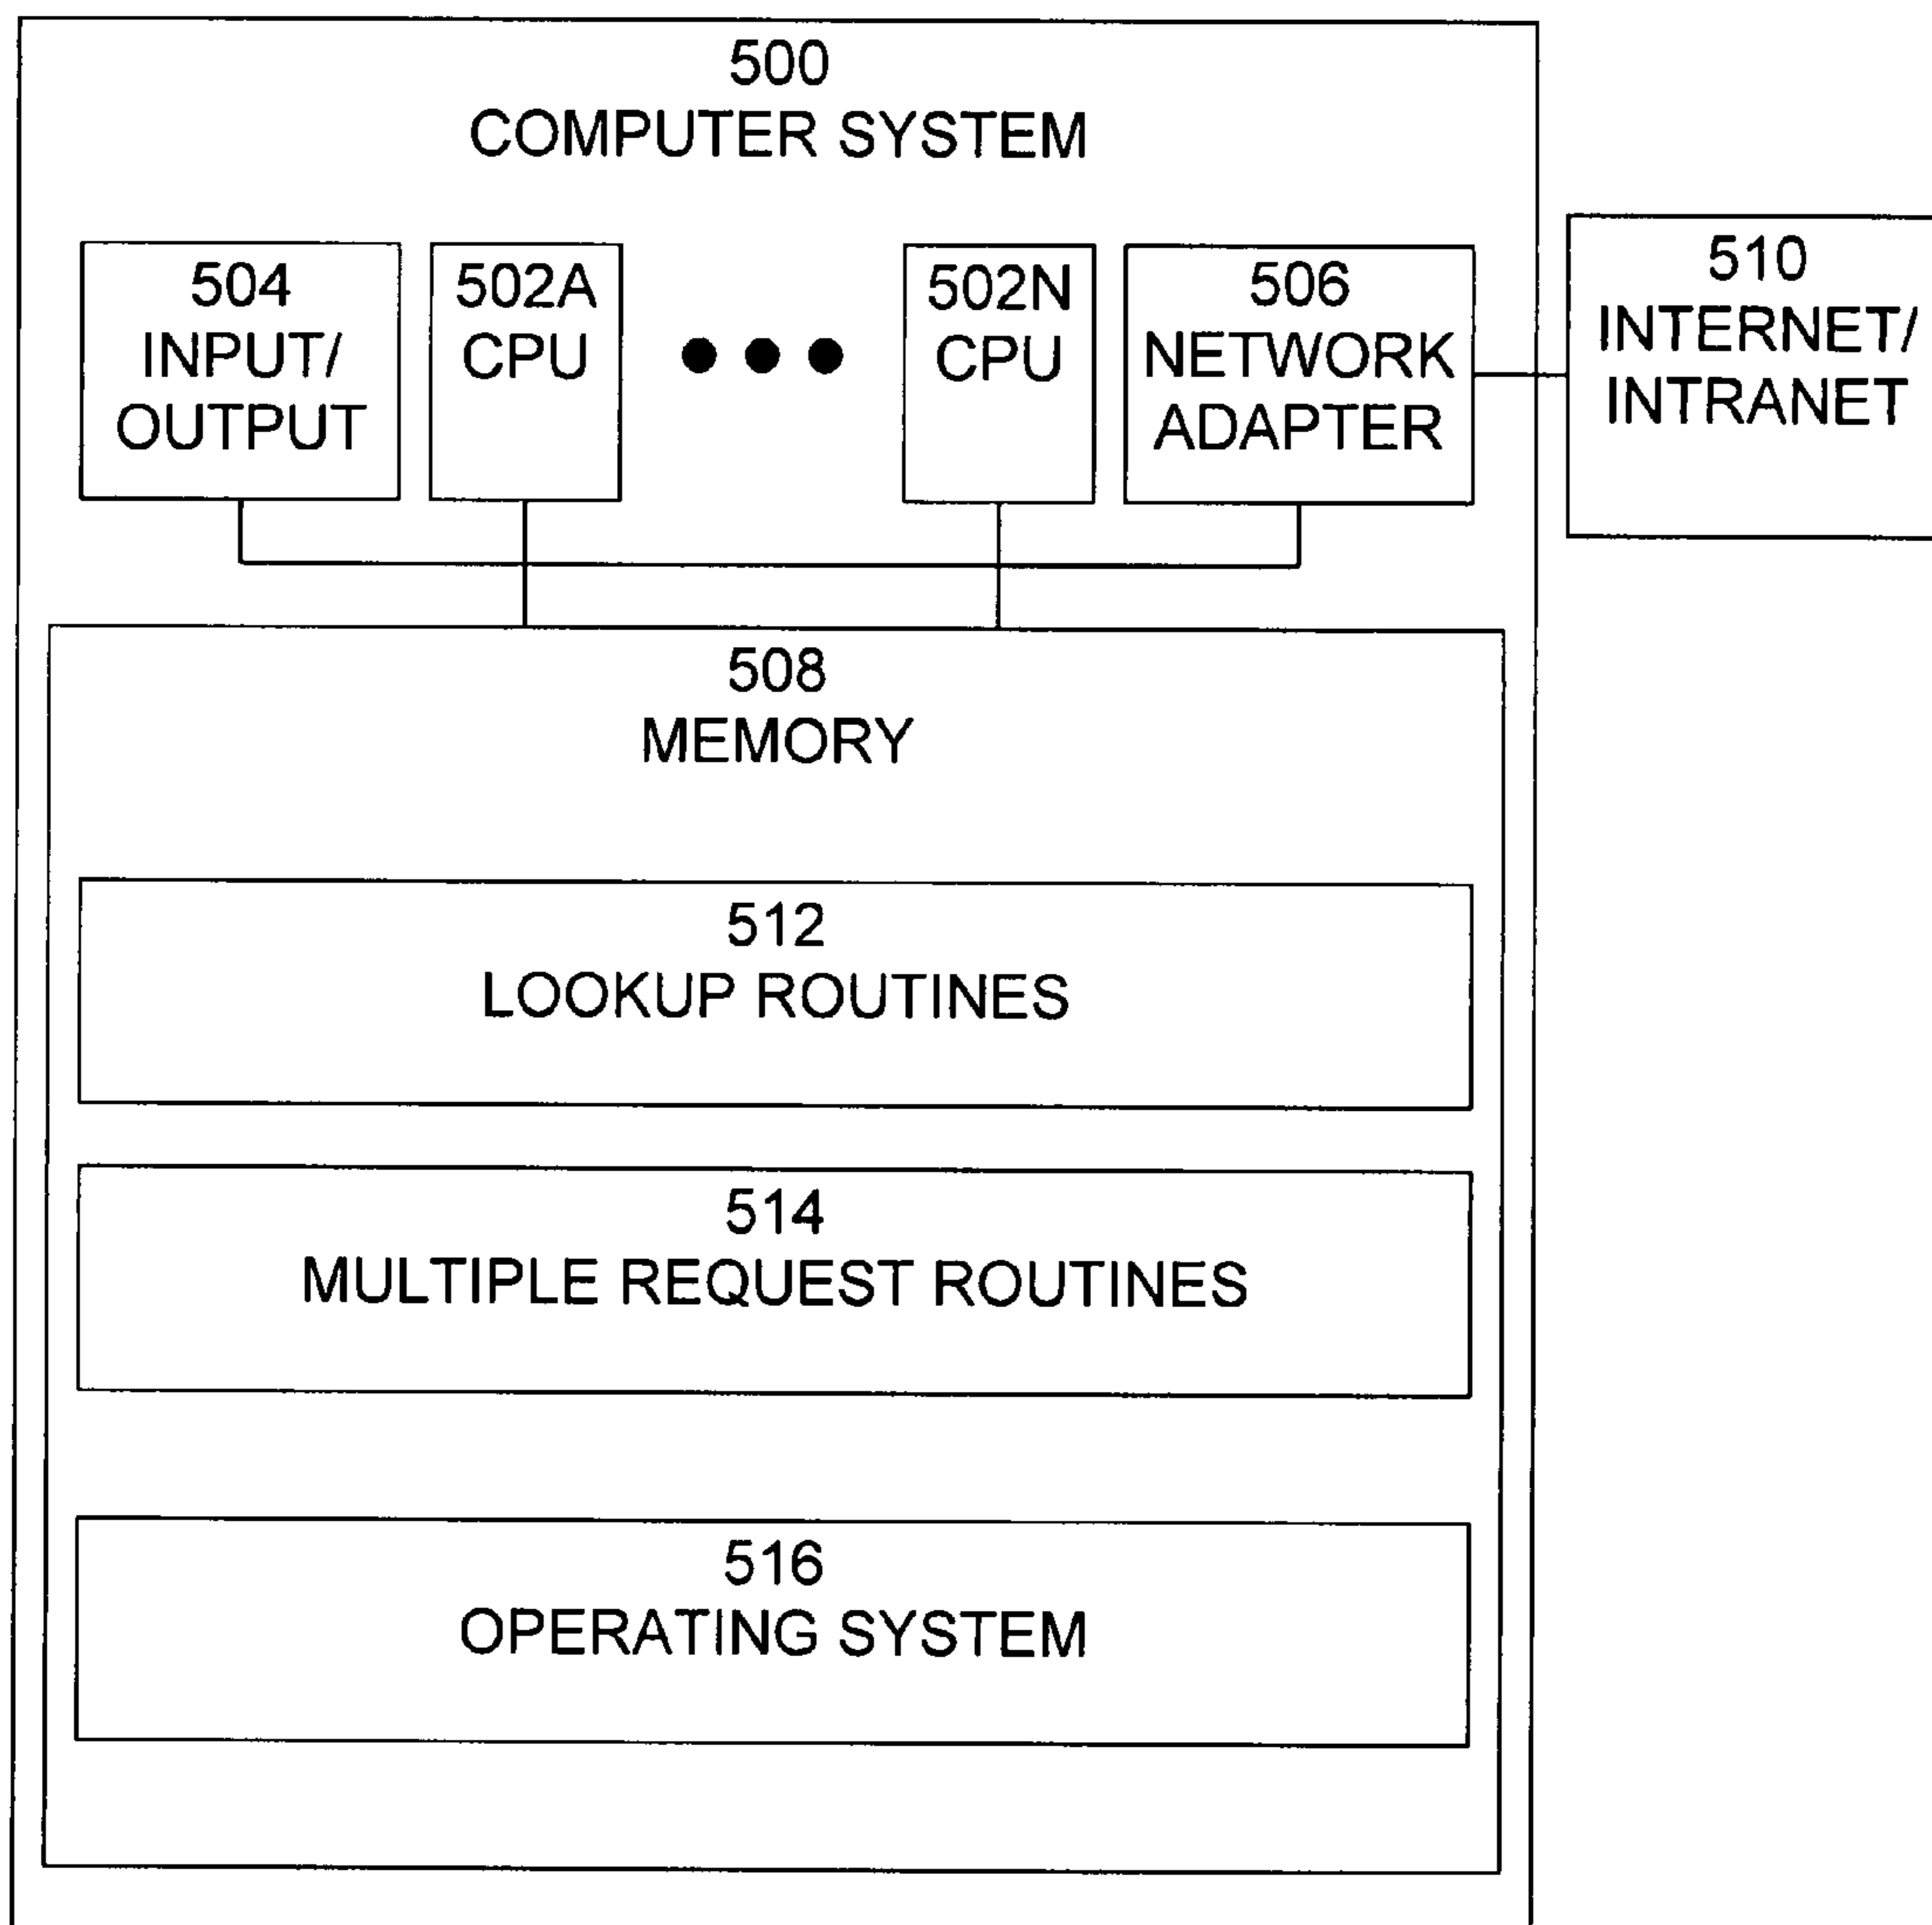 500
COMPUTER SYSTEM
504
INPUT/
OUTPUT
502A
CPU
502N
CPU
506
NETWORK
ADAPTER
510
INTERNET/
INTRANET
508
MEMORY
512
LOOKUP ROUTINES
514
MULTIPLE REQUEST ROUTINES
516
OPERATING SYSTEM